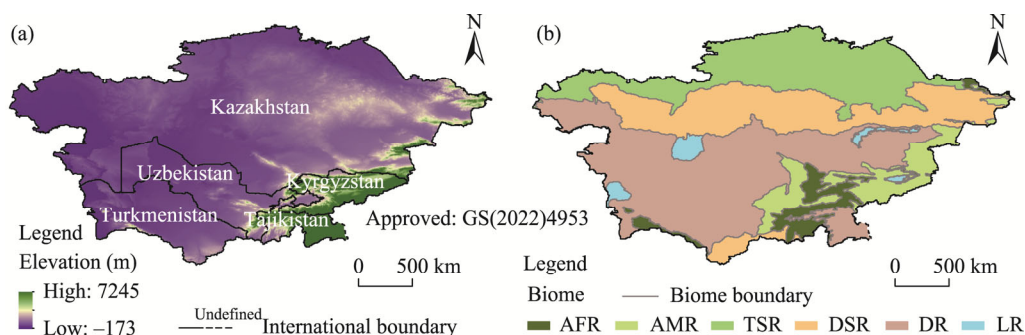 (a)
N
Kazakhstan
Uzbekistan
Kyrgyzstan
Turkmenistan
Tajikistan
Approved: GS(2022)4953
Legend
Elevation (m)
High: 7245
Low: –173
Undefined
International boundary
0 500 km
(b)
N
0 500 km
Legend
Biome
Biome boundary
AFR AMR TSR DSR DR LR